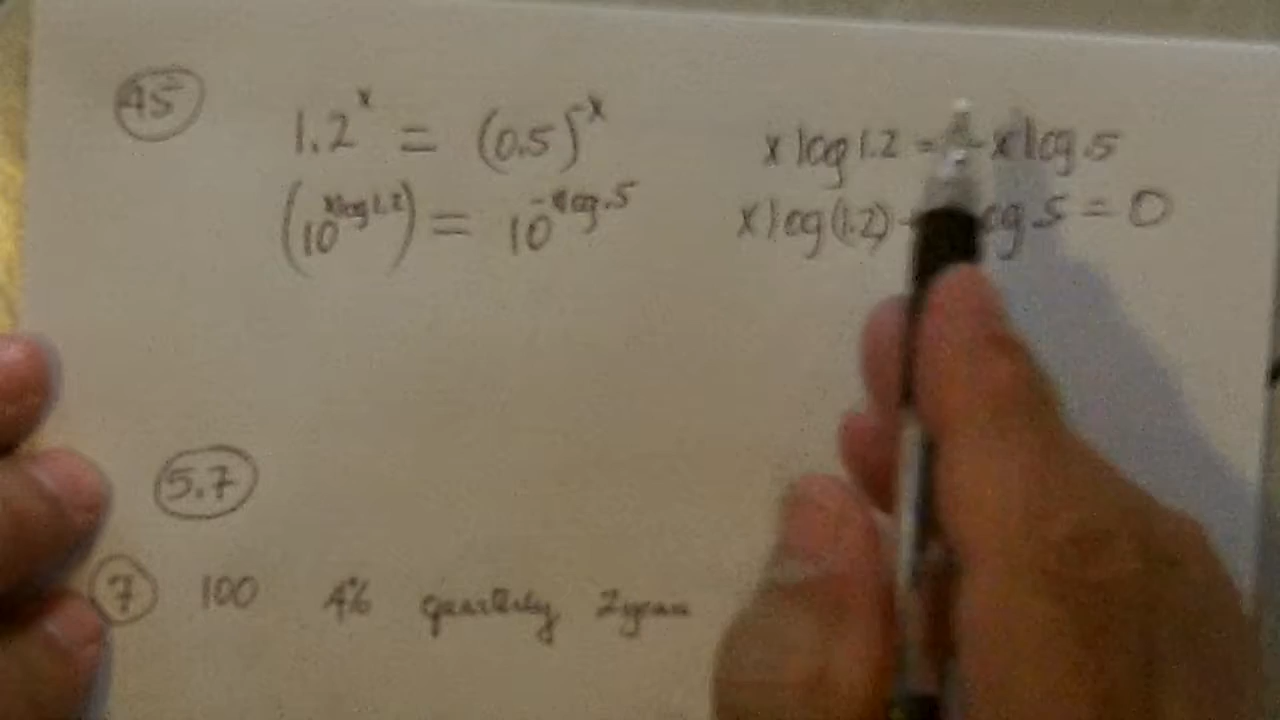 45
1.2^x = (0.5)^-x
x log 1.2 = - x log .5
(10^x log 1.2) = 10^-x log .5
x log (1.2) og .5 = 0
5.7
7 100 4% quarterly 2 years